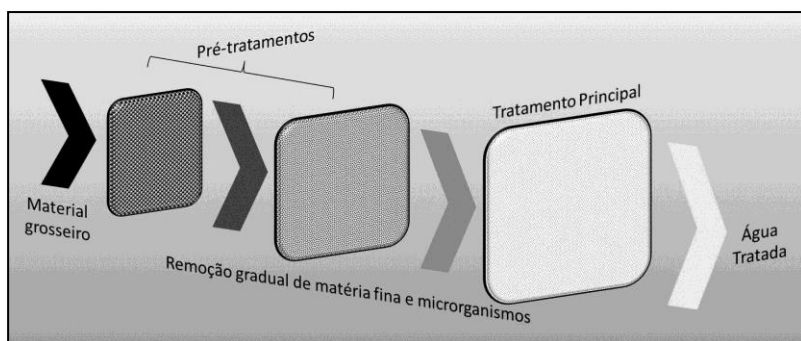 Pré-tratamentos
Tratamento Principal
Material
grosseiro
Remoção gradual de matéria fina e microrganismos
Água
Tratada